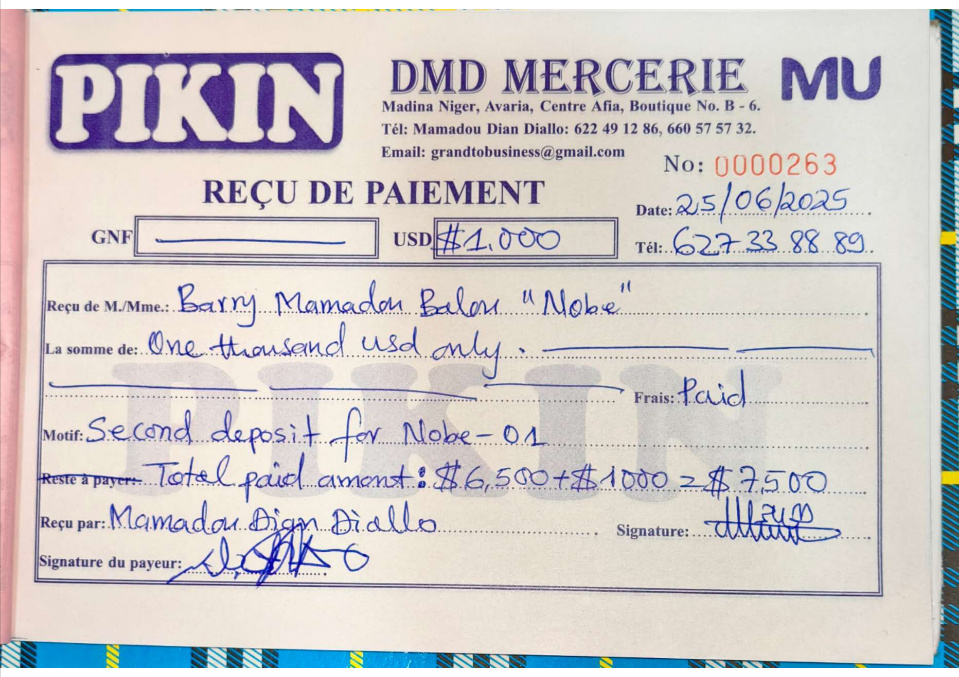 PIKIN
DMD MERCERIE
MU
Madina Niger, Avaria, Centre Afia, Boutique No. B - 6.
Tél: Mamadou Dian Diallo: 622 49 12 86, 660 57 57 32.
Email: grandtobusiness@gmail.com
No: 0000263
REÇU DE PAIEMENT
Date: 25/06/2025
GNF
USD $1.000
Tél: 627 33 88 89
Reçu de M./Mme.: Barry Mamadou Balou "Nobe"
La somme de: One thousand usd only.
Frais: Paid
Motif: Second deposit for Nobe-01
Reste à payer: Total paid amont: $6,500+$1000=$7500
Reçu par: Mamadou Dian Diallo
Signature:
Signature du payeur:
PIKIN